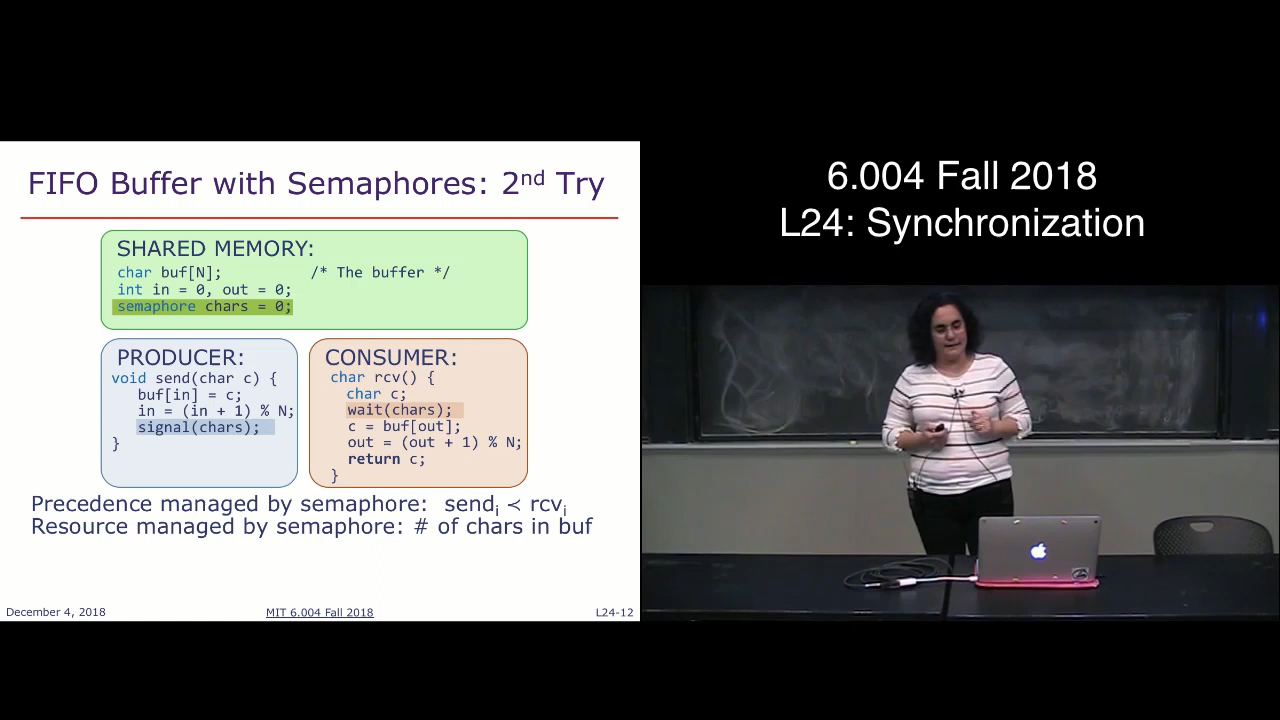 FIFO Buffer with Semaphores: 2nd Try
SHARED MEMORY:
char buf[N]; /* The buffer */
int in = 0, out = 0;
semaphore chars = 0;
PRODUCER:
void send(char c) {
buf[in] = c;
in = (in + 1) % N;
signal(chars);
}
CONSUMER:
char rcv() {
char c;
wait(chars);
c = buf[out];
out = (out + 1) % N;
return c;
}
Precedence managed by semaphore: sendi ≺ rcvi
Resource managed by semaphore: # of chars in buf
December 4, 2018
MIT 6.004 Fall 2018
L24-12
6.004 Fall 2018
L24: Synchronization